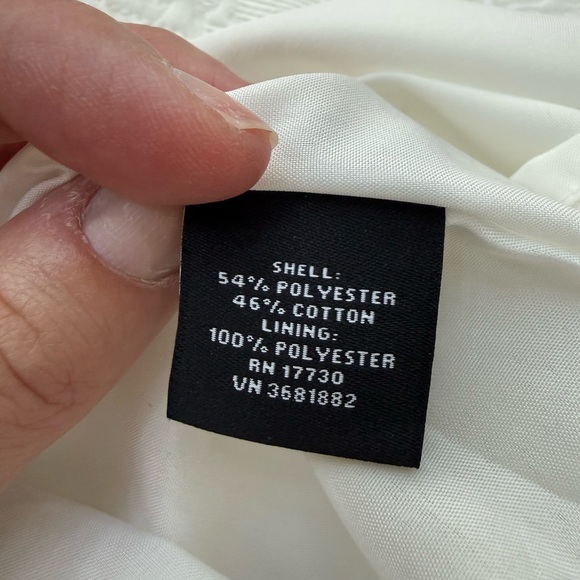 SHELL:
54% POLYESTER
46% COTTON
LINING:
100% POLYESTER
RN 17730
VN 3681882